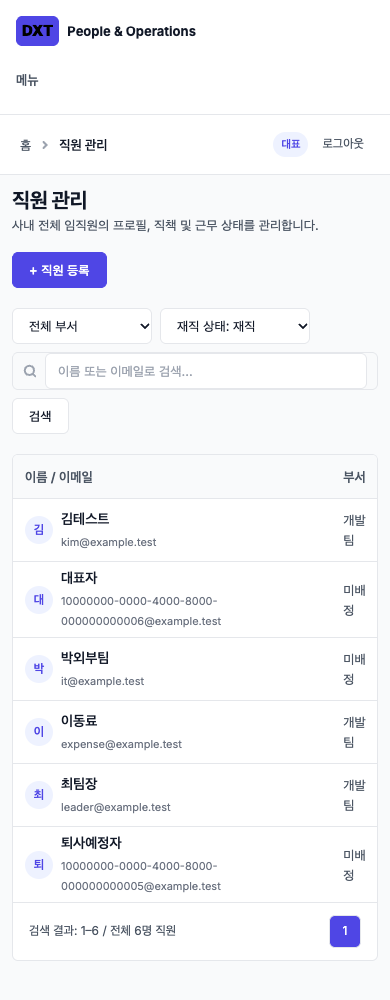 DXT People & Operations
메뉴
홈 > 직원 관리 대표 로그아웃
직원 관리
사내 전체 임직원의 프로필, 직책 및 근무 상태를 관리합니다.
+ 직원 등록
전체 부서 재직 상태: 재직
이름 또는 이메일로 검색...
검색
이름 / 이메일 부서
김 김테스트 개발
kim@example.test 팀
대 대표자 미배
10000000-0000-4000-8000- 정
000000000006@example.test
박 박외부팀 미배
it@example.test 정
이 이동료 개발
expense@example.test 팀
최 최팀장 개발
leader@example.test 팀
퇴 퇴사예정자 미배
10000000-0000-4000-8000- 정
000000000005@example.test
검색 결과: 1–6 / 전체 6명 직원 1